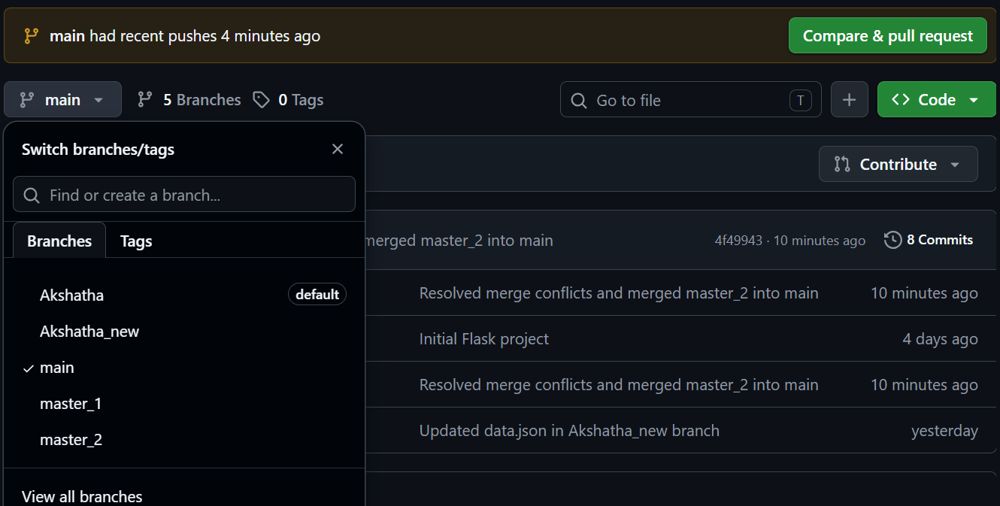 main had recent pushes 4 minutes ago
Compare & pull request
main
5 Branches
0 Tags
Go to file
T
Code
Switch branches/tags
Contribute
Find or create a branch...
Branches
Tags
merged master_2 into main
4f49943 · 10 minutes ago
8 Commits
Akshatha
default
Resolved merge conflicts and merged master_2 into main
10 minutes ago
Akshatha_new
Initial Flask project
4 days ago
main
Resolved merge conflicts and merged master_2 into main
10 minutes ago
master_1
master_2
Updated data.json in Akshatha_new branch
yesterday
View all branches